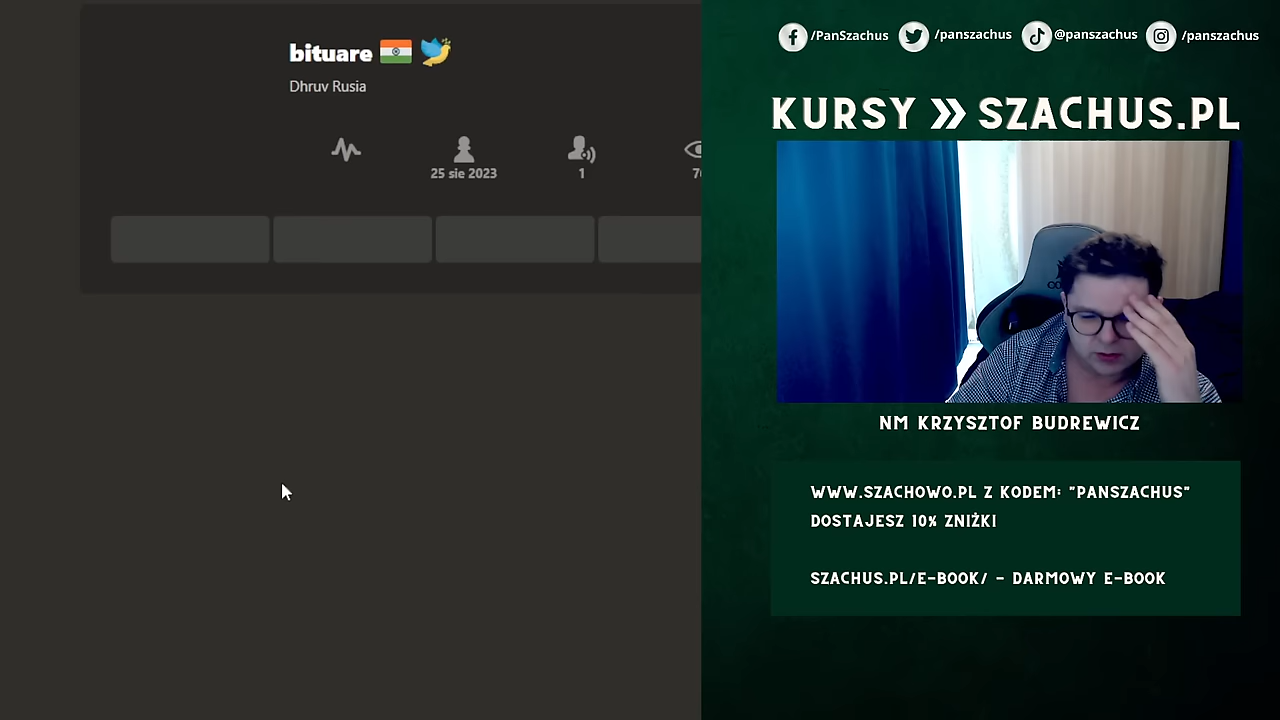 bituare
Dhruv Rusia
25 sie 2023
1
/PanSzachus
/panszachus
@panszachus
/panszachus
KURSY » SZACHUS.PL
NM KRZYSZTOF BUDREWICZ
WWW.SZACHOWO.PL Z KODEM: "PANSZACHUS"
DOSTAJESZ 10% ZNIŻKI
SZACHUS.PL/E-BOOK/ - DARMOWY E-BOOK